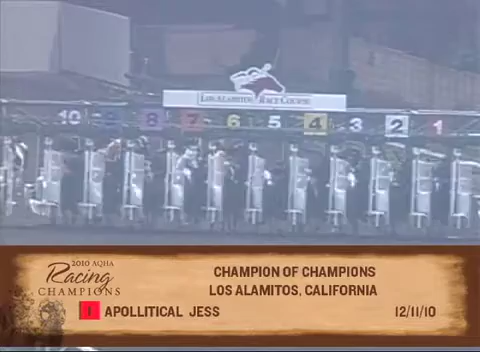 LOS ALAMITOS RACE COURSE
10 9 8 7 6 5 4 3 2 1
2010 AQHA
Racing
CHAMPIONS
CHAMPION OF CHAMPIONS
LOS ALAMITOS, CALIFORNIA
1 APOLLITICAL JESS 12/11/10